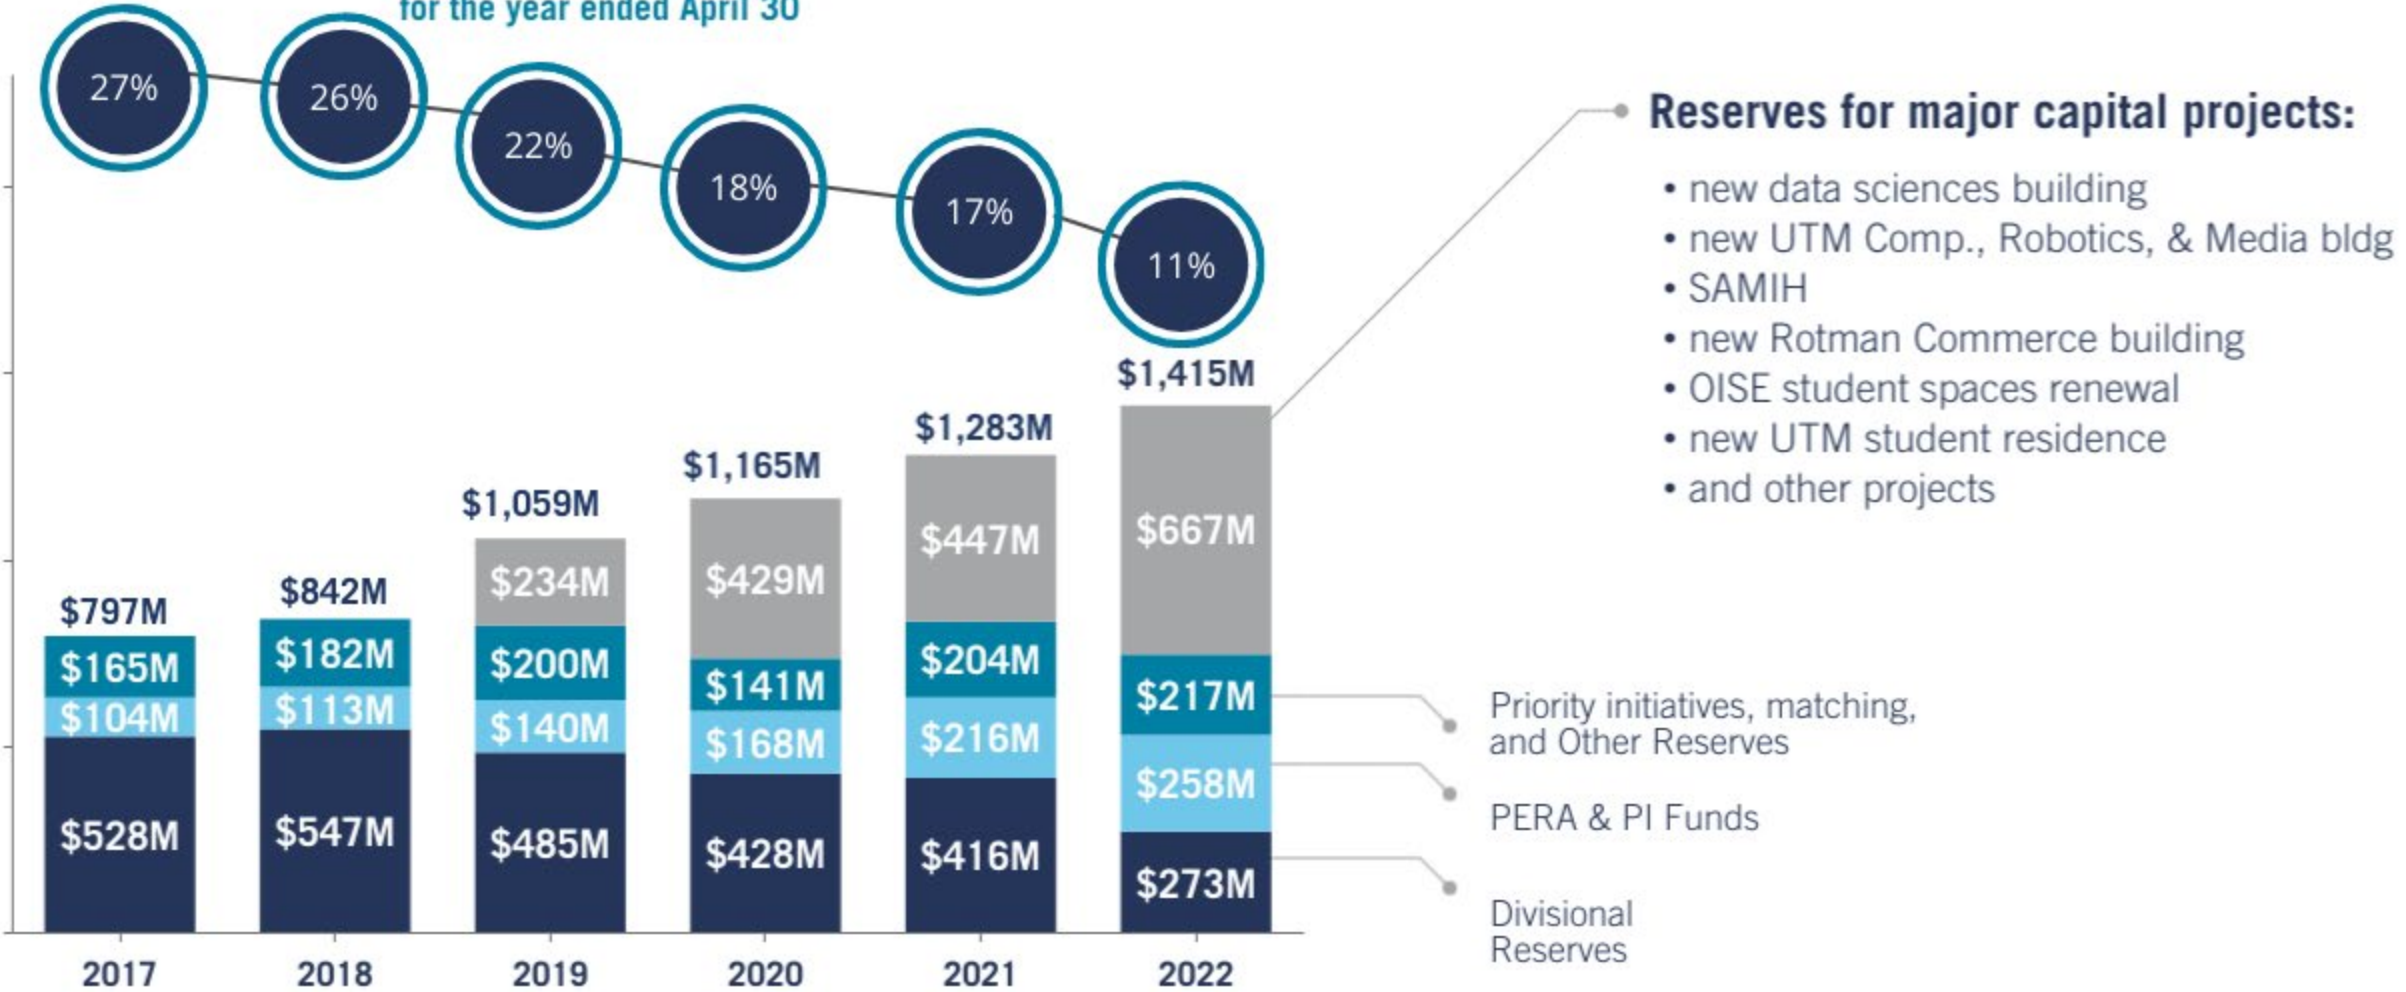 for the year ended April 30
27%
26%
22%
18%
17%
11%
Reserves for major capital projects:
• new data sciences building
• new UTM Comp., Robotics, & Media bldg
• SAMIH
• new Rotman Commerce building
• OISE student spaces renewal
• new UTM student residence
• and other projects
$797M
$165M
$104M
$528M
$842M
$182M
$113M
$547M
$1,059M
$234M
$200M
$140M
$485M
$1,165M
$429M
$141M
$168M
$428M
$1,283M
$447M
$204M
$216M
$416M
$1,415M
$667M
$217M
$258M
$273M
Priority initiatives, matching,
and Other Reserves
PERA & PI Funds
Divisional
Reserves
2017
2018
2019
2020
2021
2022